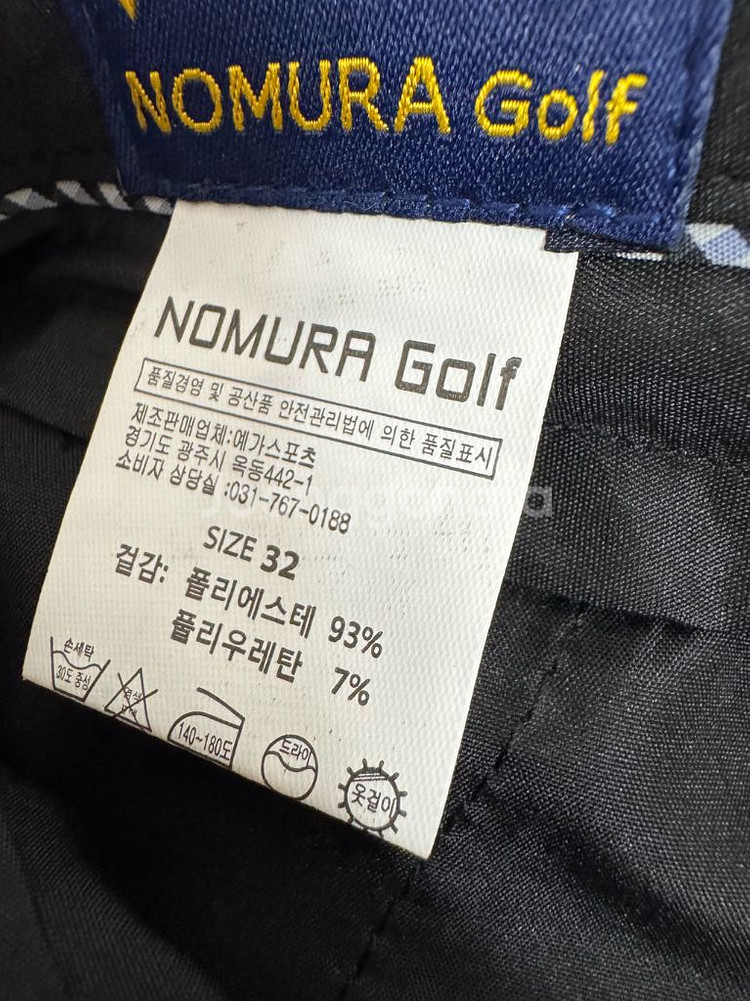 NOMURA Golf
NOMURA Golf
품질경영 및 공산품 안전관리법에 의한 품질표시
제조판매업체:예가스포츠
경기도 광주시 옥동442-1
소비자 상담실 :031-767-0188
SIZE 32
겉감: 폴리에스테 93%
폴리우레탄 7%
손세탁
30도 중성
140~180도
드라이
옷걸이